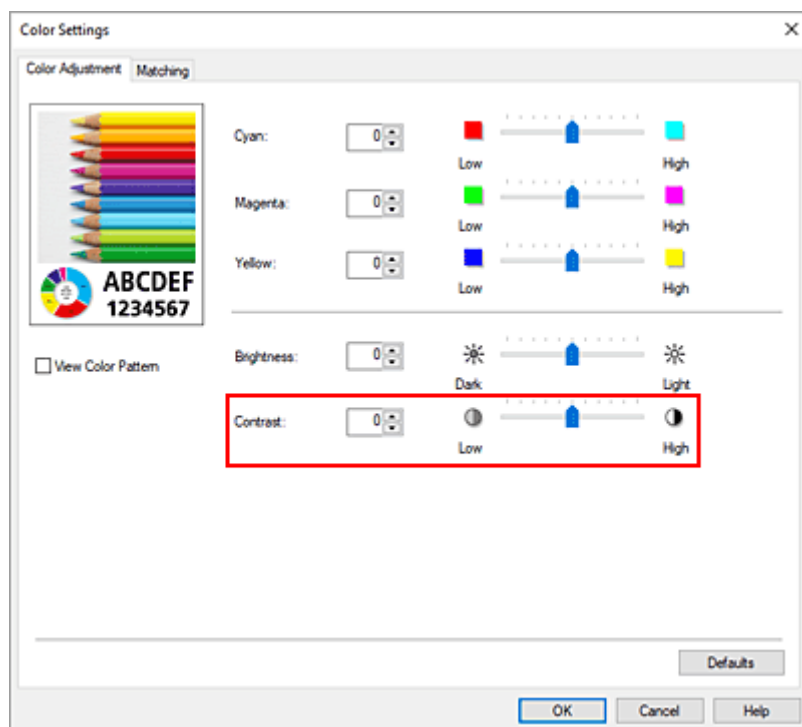 Color Settings
Color Adjustment Matching
Cyan: 0
Low High
Magenta: 0
Low High
Yellow: 0
Low High
ABCDEF
1234567
View Color Pattern
Brightness: 0
Dark Light
Contrast: 0
Low High
Defaults
OK Cancel Help